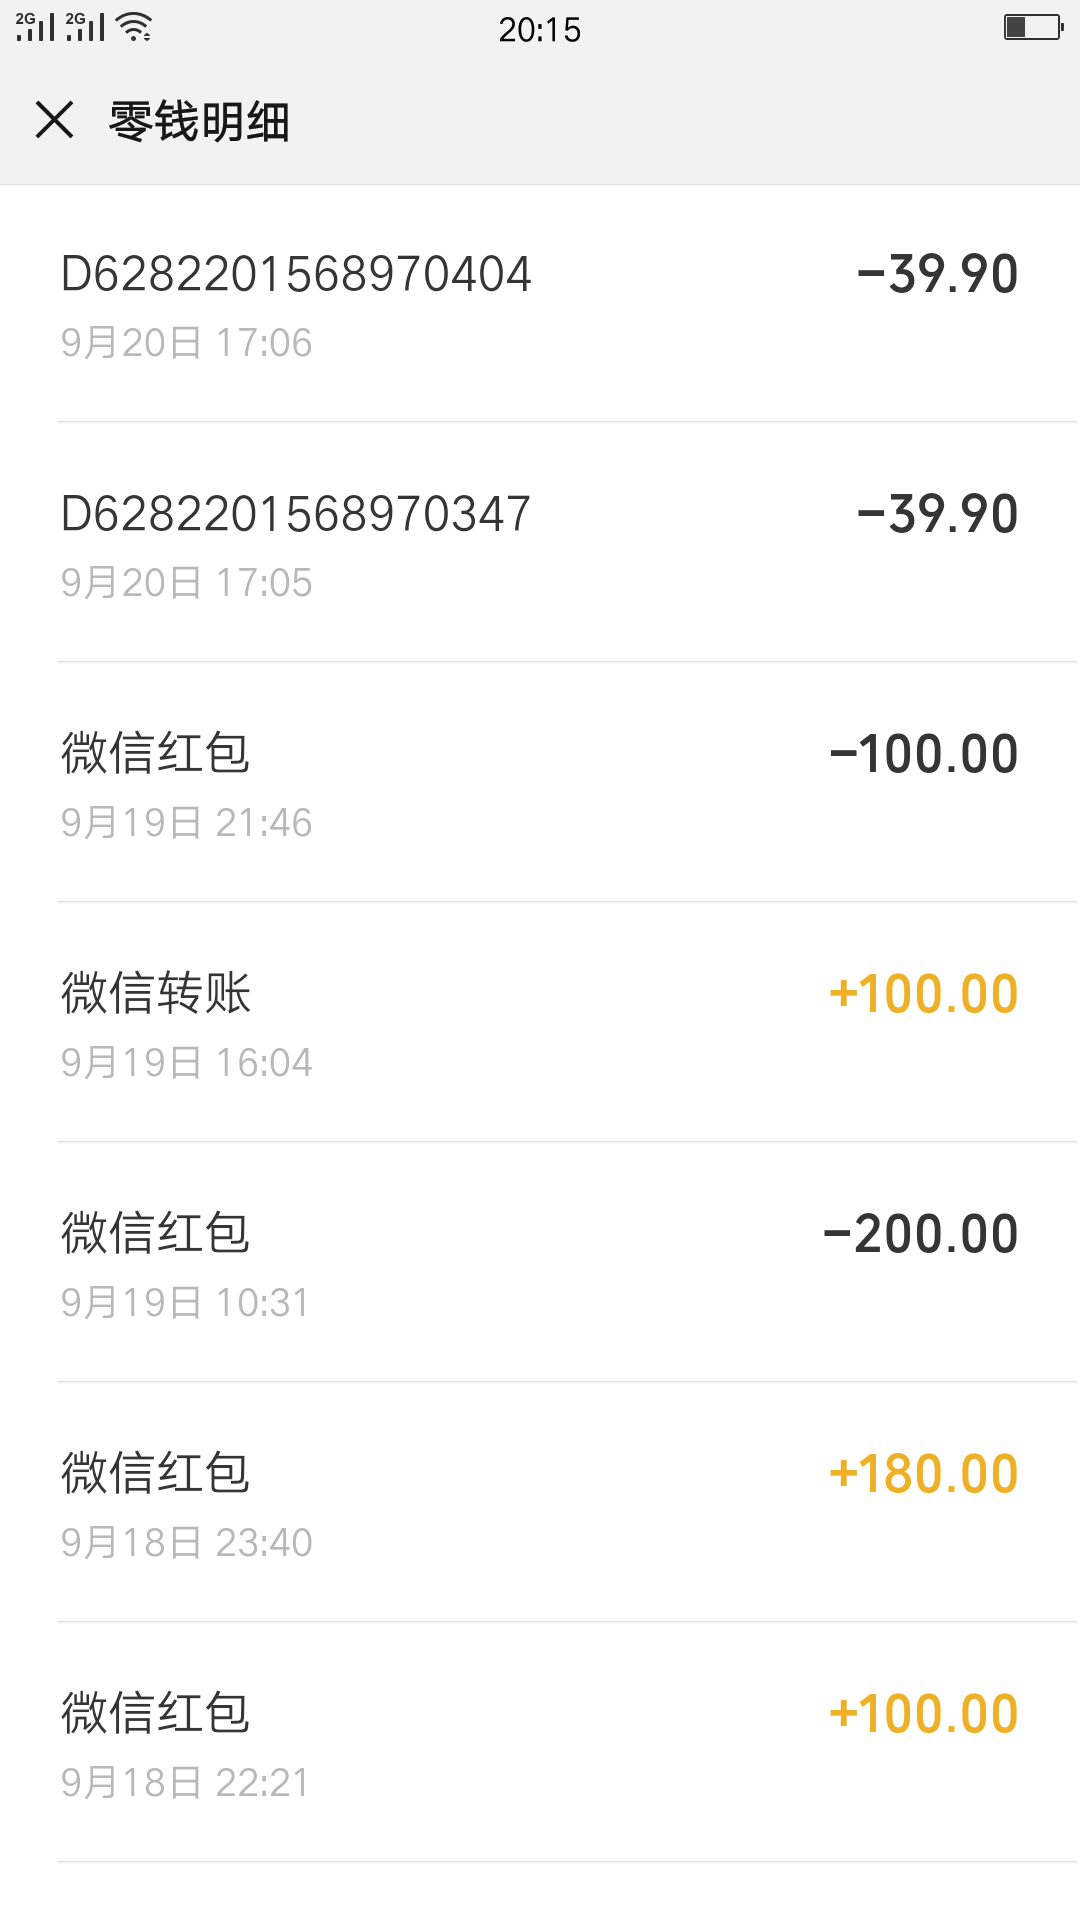 2G 2G 20:15
零钱明细
D6282201568970404 −39.90
9月20日 17:06
D6282201568970347 −39.90
9月20日 17:05
微信红包 −100.00
9月19日 21:46
微信转账 +100.00
9月19日 16:04
微信红包 −200.00
9月19日 10:31
微信红包 +180.00
9月18日 23:40
微信红包 +100.00
9月18日 22:21